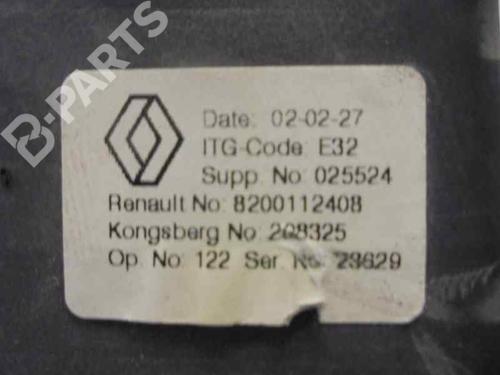 B-PARTS
Date: 02-02-27
ITG-Code: E32
Supp. No: 025524
Renault No: 8200112408
Kongsberg No: 208325
Op. No: 122 Ser. No: 23629